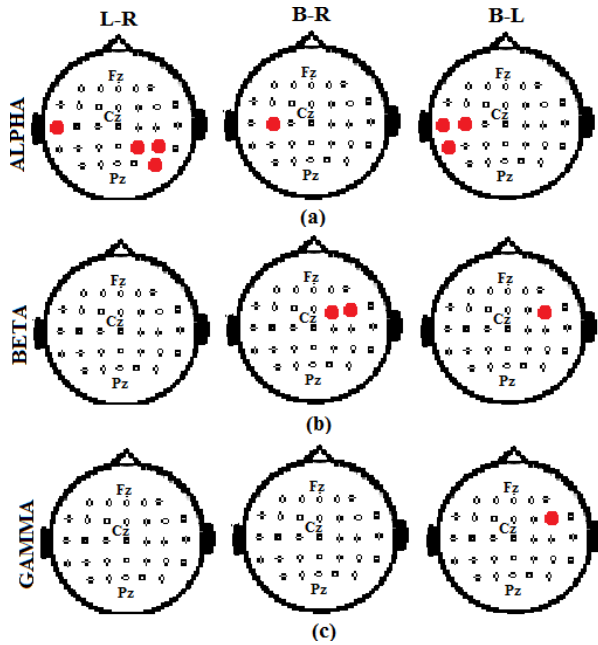 L-R B-R B-L
ALPHA
Fz Fz Fz
Cz Cz Cz
Pz Pz Pz
(a)
BETA
Fz Fz Fz
Cz Cz Cz
Pz Pz Pz
(b)
GAMMA
Fz Fz Fz
Cz Cz Cz
Pz Pz Pz
(c)